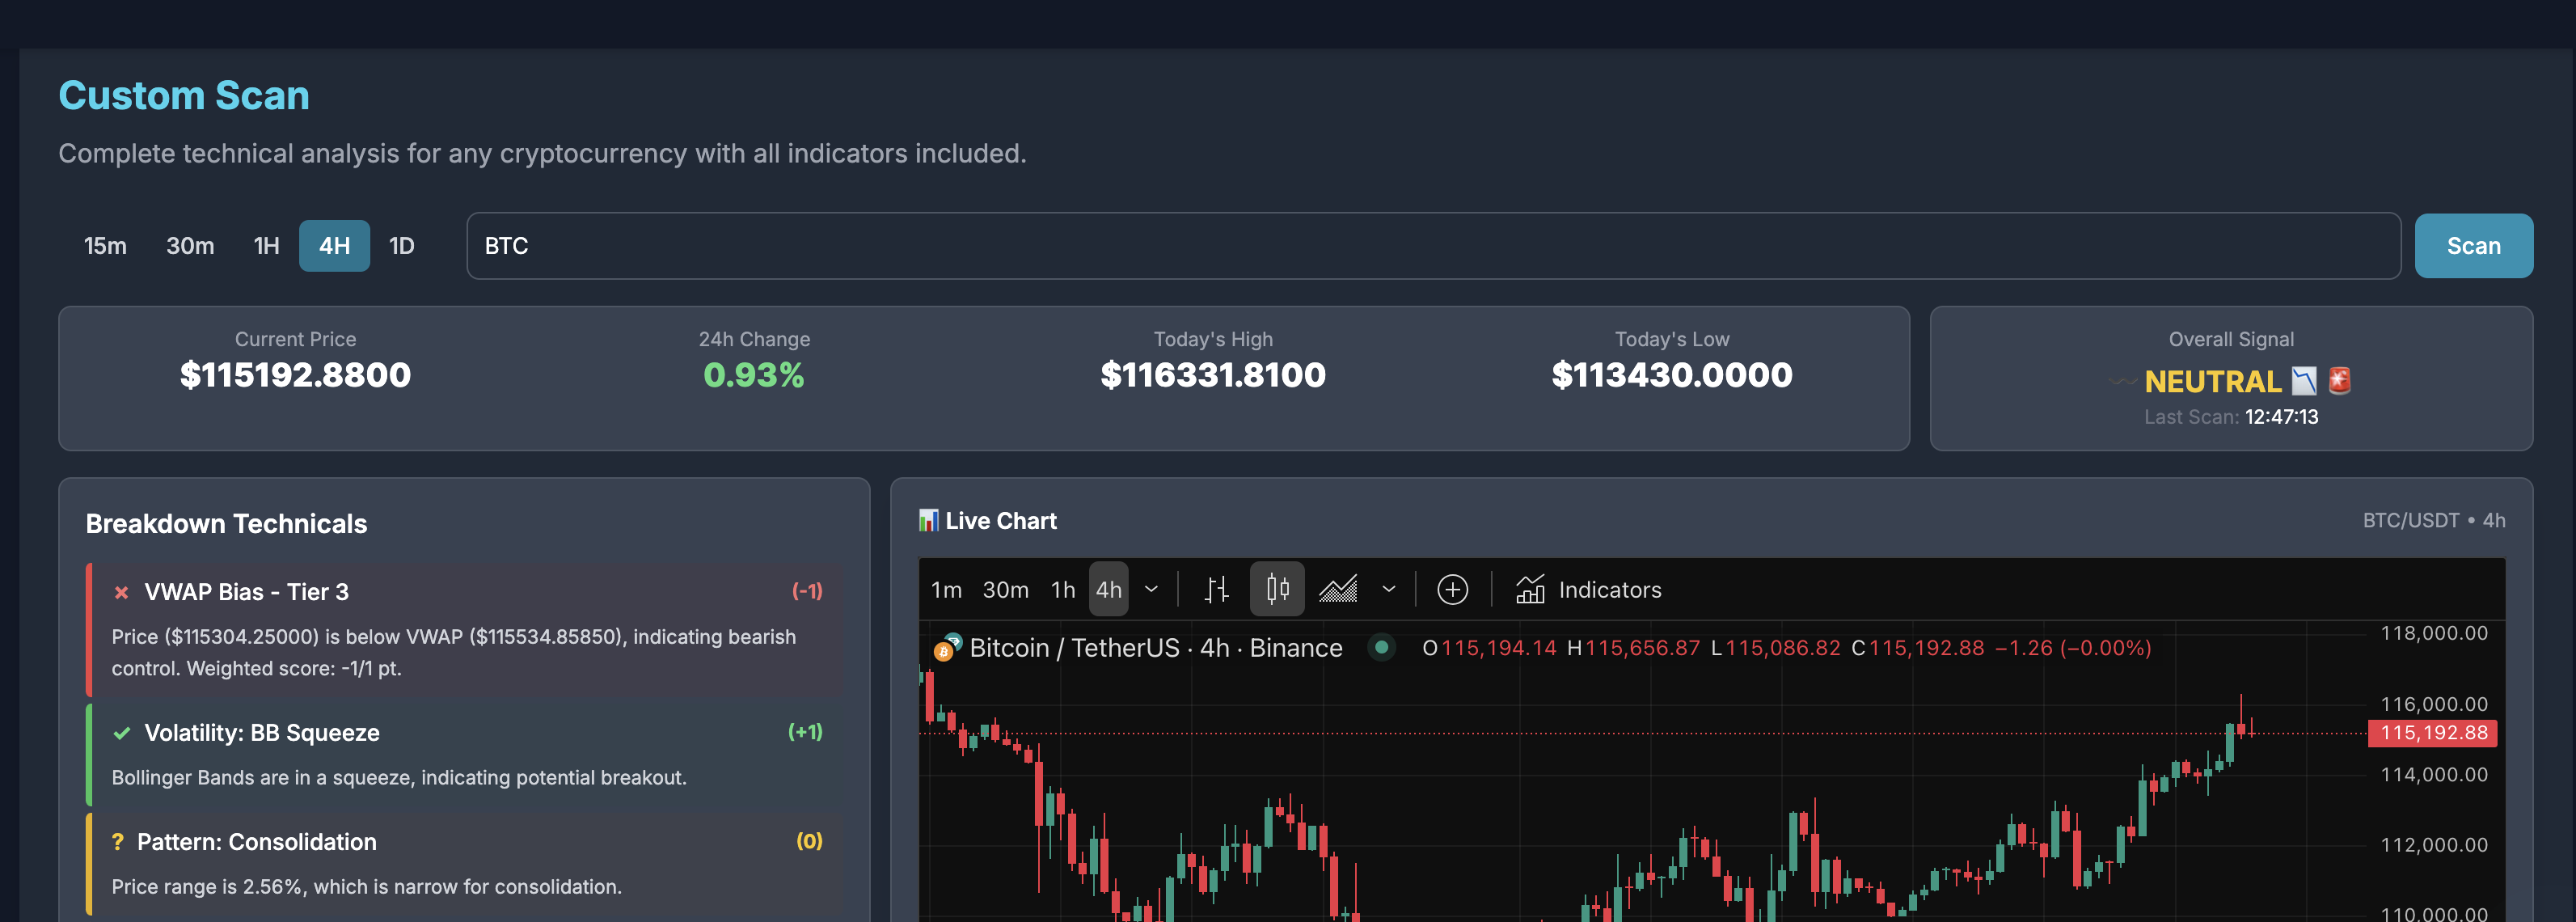 Custom Scan
Complete technical analysis for any cryptocurrency with all indicators included.
15m 30m 1H 4H 1D BTC Scan
Current Price 24h Change Today's High Today's Low Overall Signal
$115192.8800 0.93% $116331.8100 $113430.0000 NEUTRAL
Last Scan: 12:47:13
Breakdown Technicals
VWAP Bias - Tier 3 (-1)
Price ($115304.25000) is below VWAP ($115534.85850), indicating bearish
control. Weighted score: -1/1 pt.
Volatility: BB Squeeze (+1)
Bollinger Bands are in a squeeze, indicating potential breakout.
? Pattern: Consolidation (0)
Price range is 2.56%, which is narrow for consolidation.
Live Chart BTC/USDT • 4h
1m 30m 1h 4h Indicators
Bitcoin / TetherUS · 4h · Binance O115,194.14 H115,656.87 L115,086.82 C115,192.88 −1.26 (−0.00%)
118,000.00
116,000.00
115,192.88
114,000.00
112,000.00
110,000.00